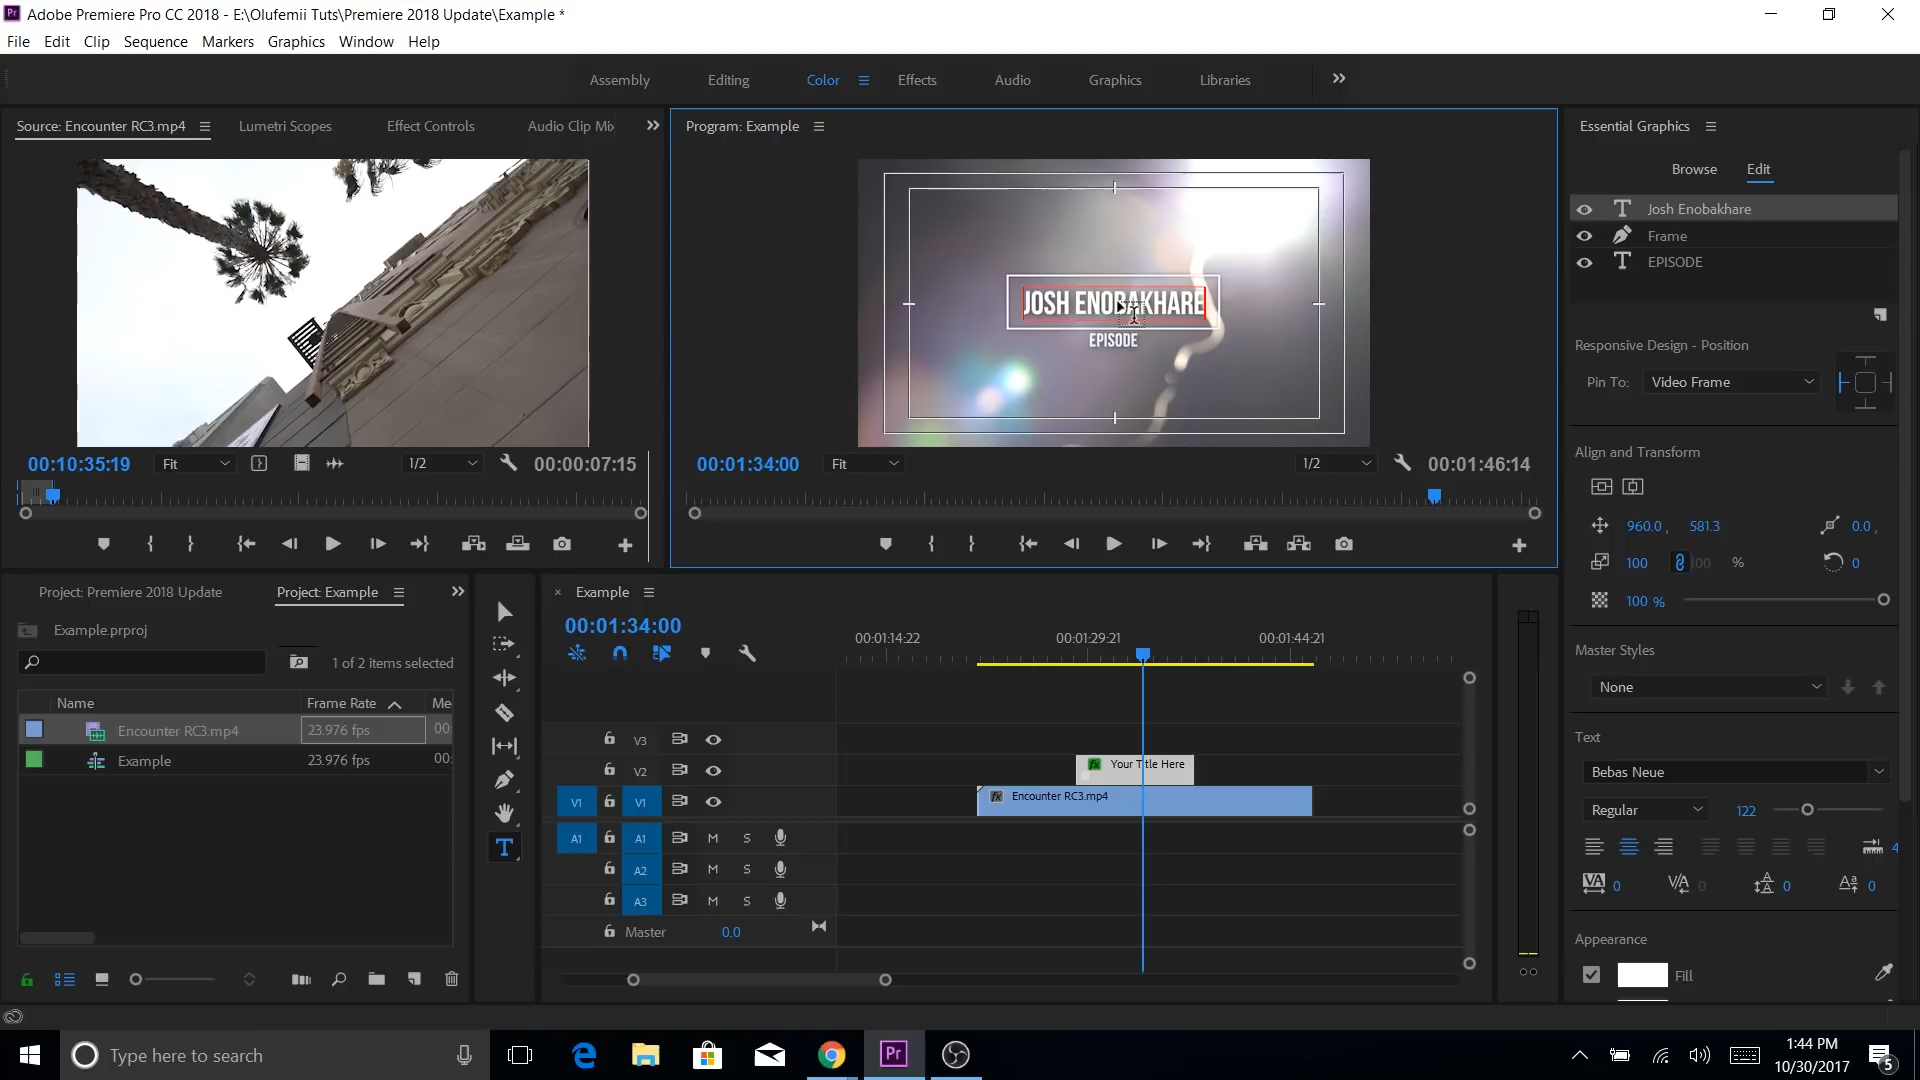 Adobe Premiere Pro CC 2018 - E:\Olufemii Tuts\Premiere 2018 Update\Example *
File Edit Clip Sequence Markers Graphics Window Help
Assembly Editing Color Effects Audio Graphics Libraries
Source: Encounter RC3.mp4 Lumetri Scopes Effect Controls Audio Clip Mix
Program: Example
Essential Graphics
Browse Edit
Josh Enobakhare
Frame
EPISODE
JOSH ENOBAKHARE
EPISODE
Responsive Design - Position
Pin To: Video Frame
Align and Transform
00:10:35:19 Fit 1/2 00:00:07:15
00:01:34:00 Fit 1/2 00:01:46:14
960.0 , 581.3 0.0 ,
100 100 % 0
100 %
Master Styles
None
Text
Bebas Neue
Regular 122
4
0 0 0 0
Appearance
Fill
Project: Premiere 2018 Update Project: Example
Example.prproj
1 of 2 items selected
Name Frame Rate Me
Encounter RC3.mp4 23.976 fps 00:
Example 23.976 fps 00:
× Example
00:01:34:00
00:01:14:22 00:01:29:21 00:01:44:21
V3
V2 Your Title Here
V1 V1 Encounter RC3.mp4
A1 A1 M S
A2 M S
A3 M S
Master 0.0
Type here to search
1:44 PM
10/30/2017
5